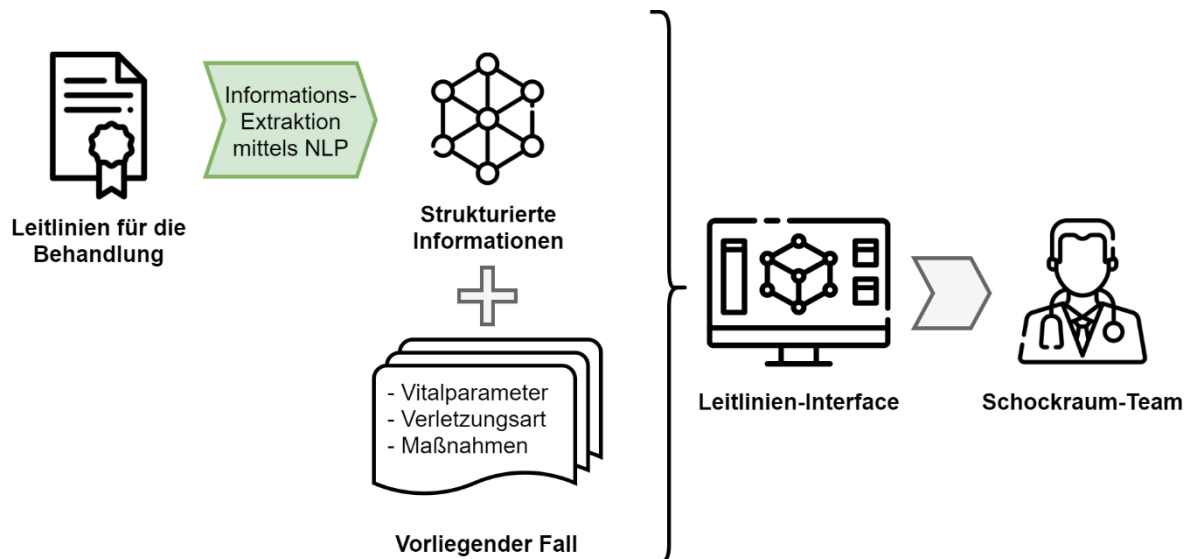 Informations-
Extraktion
mittels NLP
Leitlinien für die
Behandlung
Strukturierte
Informationen
- Vitalparameter
- Verletzungsart
- Maßnahmen
Vorliegender Fall
Leitlinien-Interface
Schockraum-Team